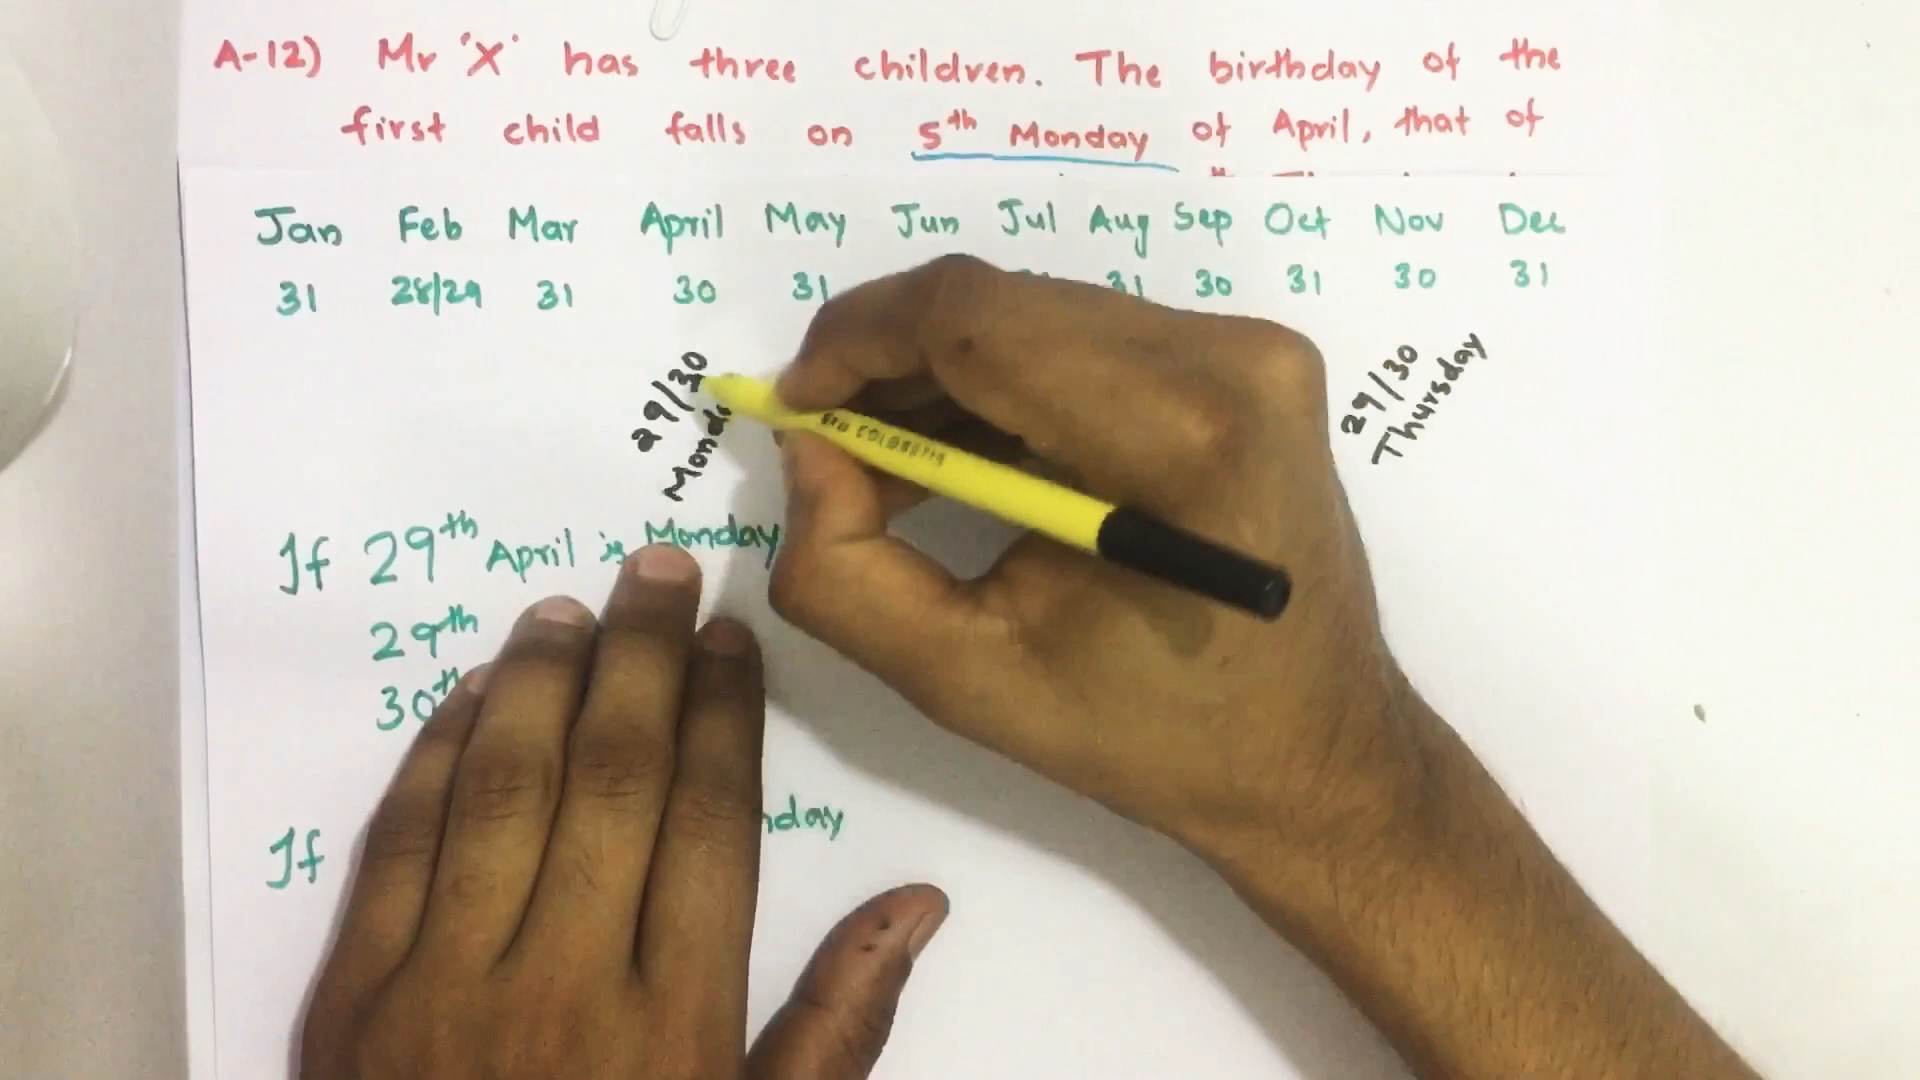 A-12) Mr 'X' has three children. The birthday of the
first child falls on 5th Monday of April, that of
Jan Feb Mar April May Jun Jul Aug Sep Oct Nov Dec
31 28/29 31 30 31 31 30 31 30 31
29/30
29/30
Thursday
If 29th April is Monday
29th
30th
If